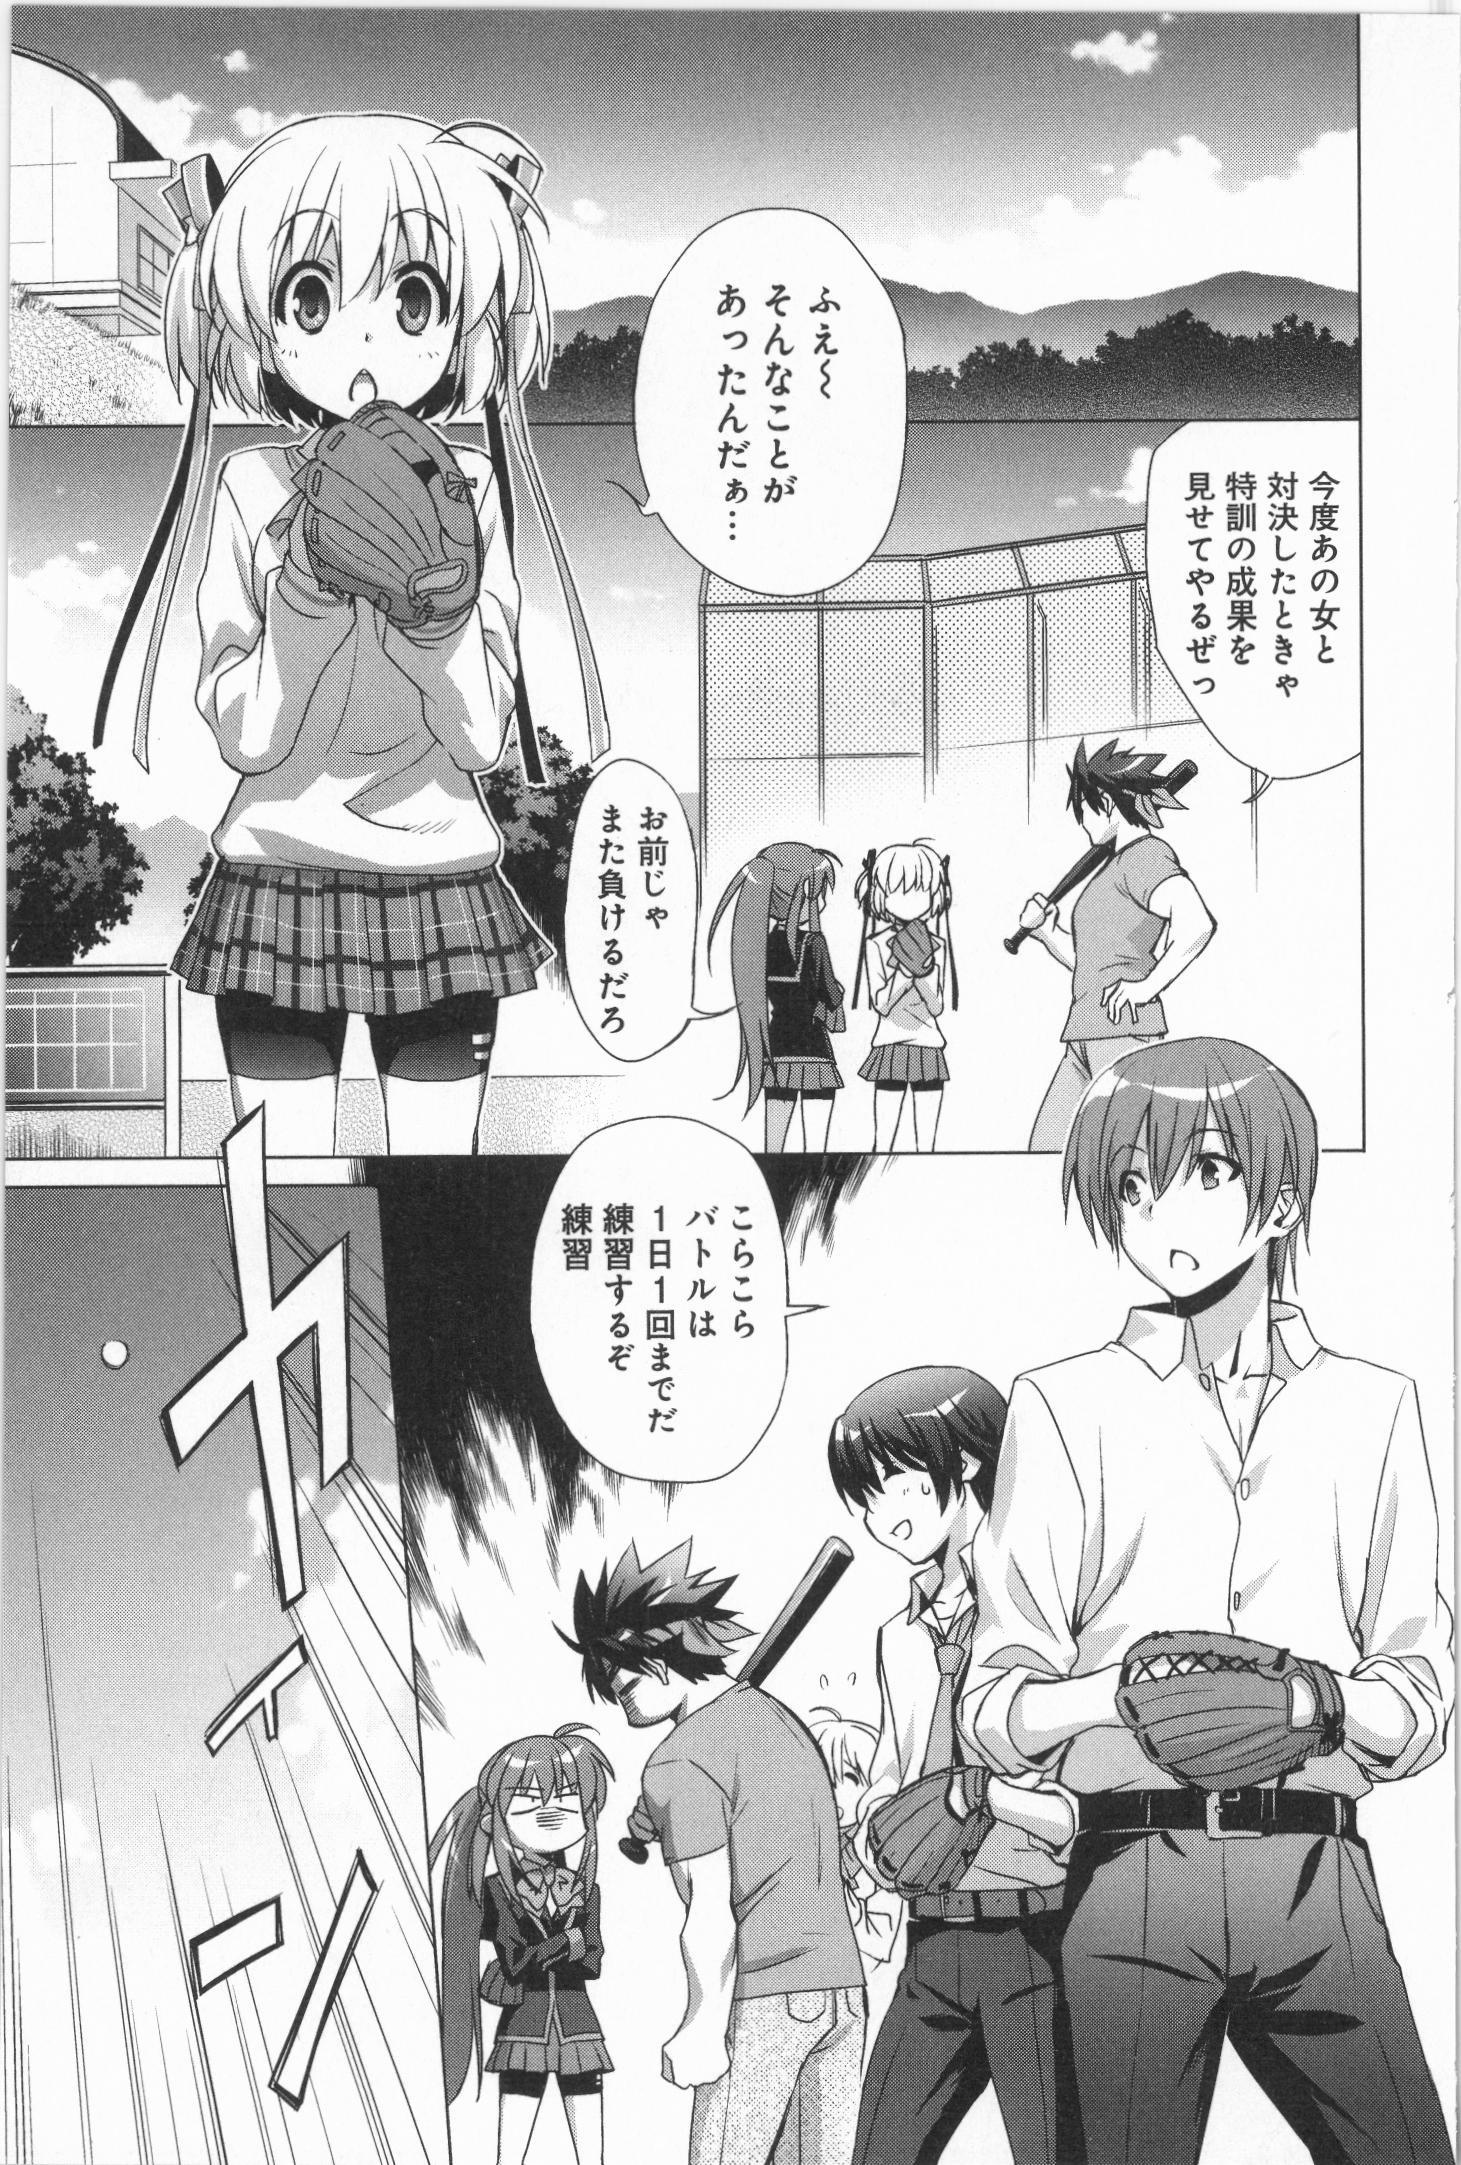 今度あの女と
対決したときゃ
特訓の成果を
見せてやるぜっ
ふえ～
そんなことが
あったんだぁ…
お前じゃ
また負けるだろ
こらこら
バトルは
1日1回までだ
練習するぞ
練習
カキーン